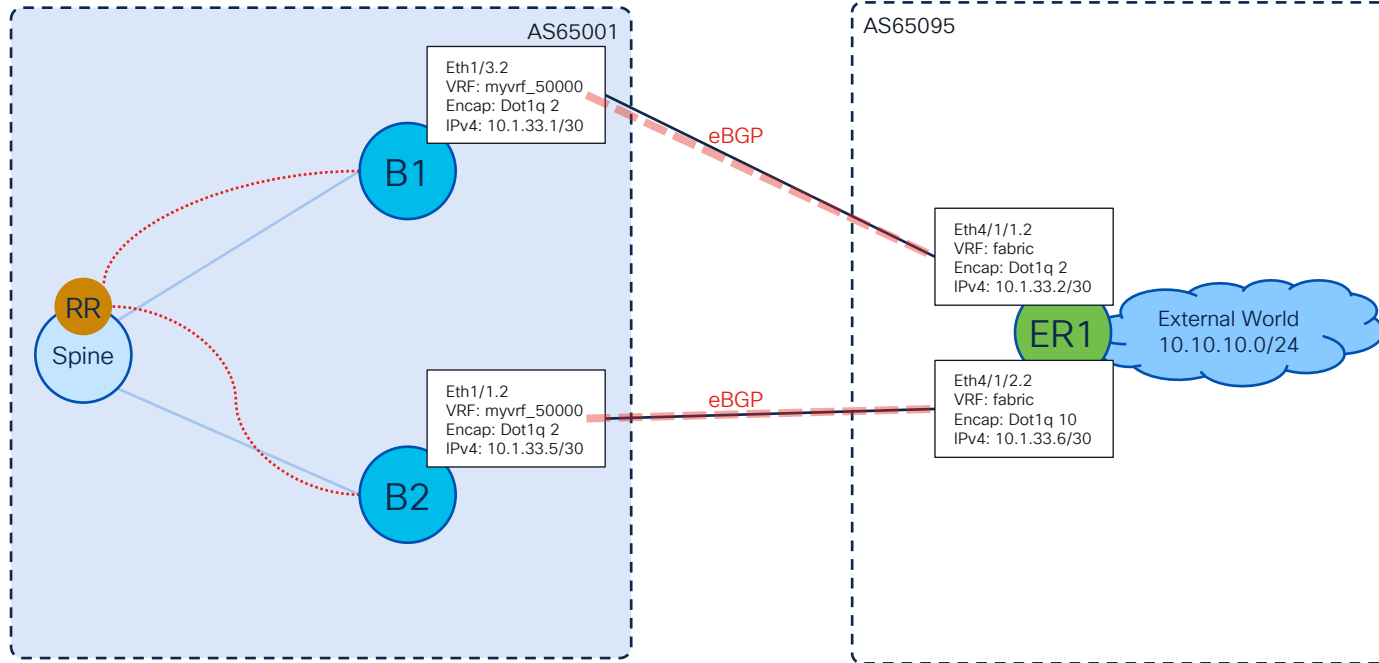 AS65001
AS65095
Eth1/3.2
VRF: myvrf_50000
Encap: Dot1q 2
IPv4: 10.1.33.1/30
B1
eBGP
Eth4/1/1.2
VRF: fabric
Encap: Dot1q 2
IPv4: 10.1.33.2/30
RR
Spine
ER1
External World
10.10.10.0/24
Eth1/1.2
VRF: myvrf_50000
Encap: Dot1q 2
IPv4: 10.1.33.5/30
B2
eBGP
Eth4/1/2.2
VRF: fabric
Encap: Dot1q 10
IPv4: 10.1.33.6/30